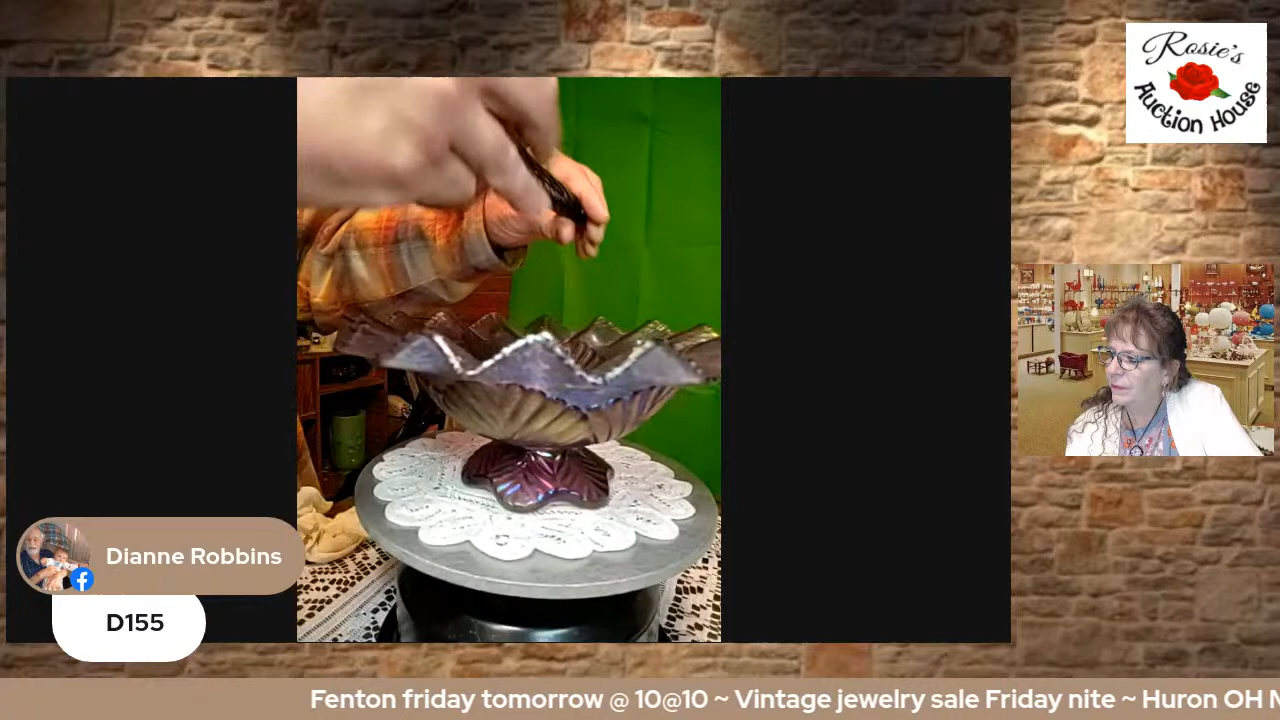 Rosie's
Auction House
Dianne Robbins
D155
Fenton friday tomorrow @ 10@10 ~ Vintage jewelry sale Friday nite ~ Huron OH